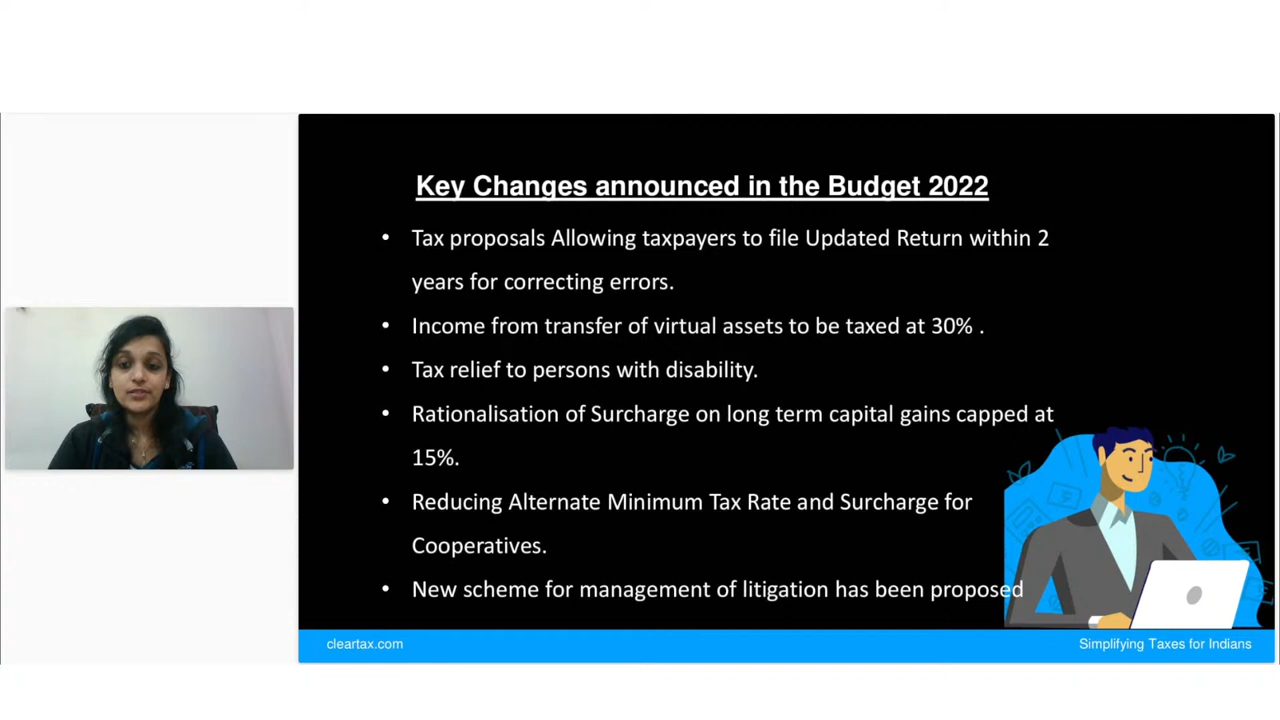 Key Changes announced in the Budget 2022
• Tax proposals Allowing taxpayers to file Updated Return within 2
years for correcting errors.
• Income from transfer of virtual assets to be taxed at 30% .
• Tax relief to persons with disability.
• Rationalisation of Surcharge on long term capital gains capped at
15%.
• Reducing Alternate Minimum Tax Rate and Surcharge for
Cooperatives.
• New scheme for management of litigation has been proposed
cleartax.com
Simplifying Taxes for Indians